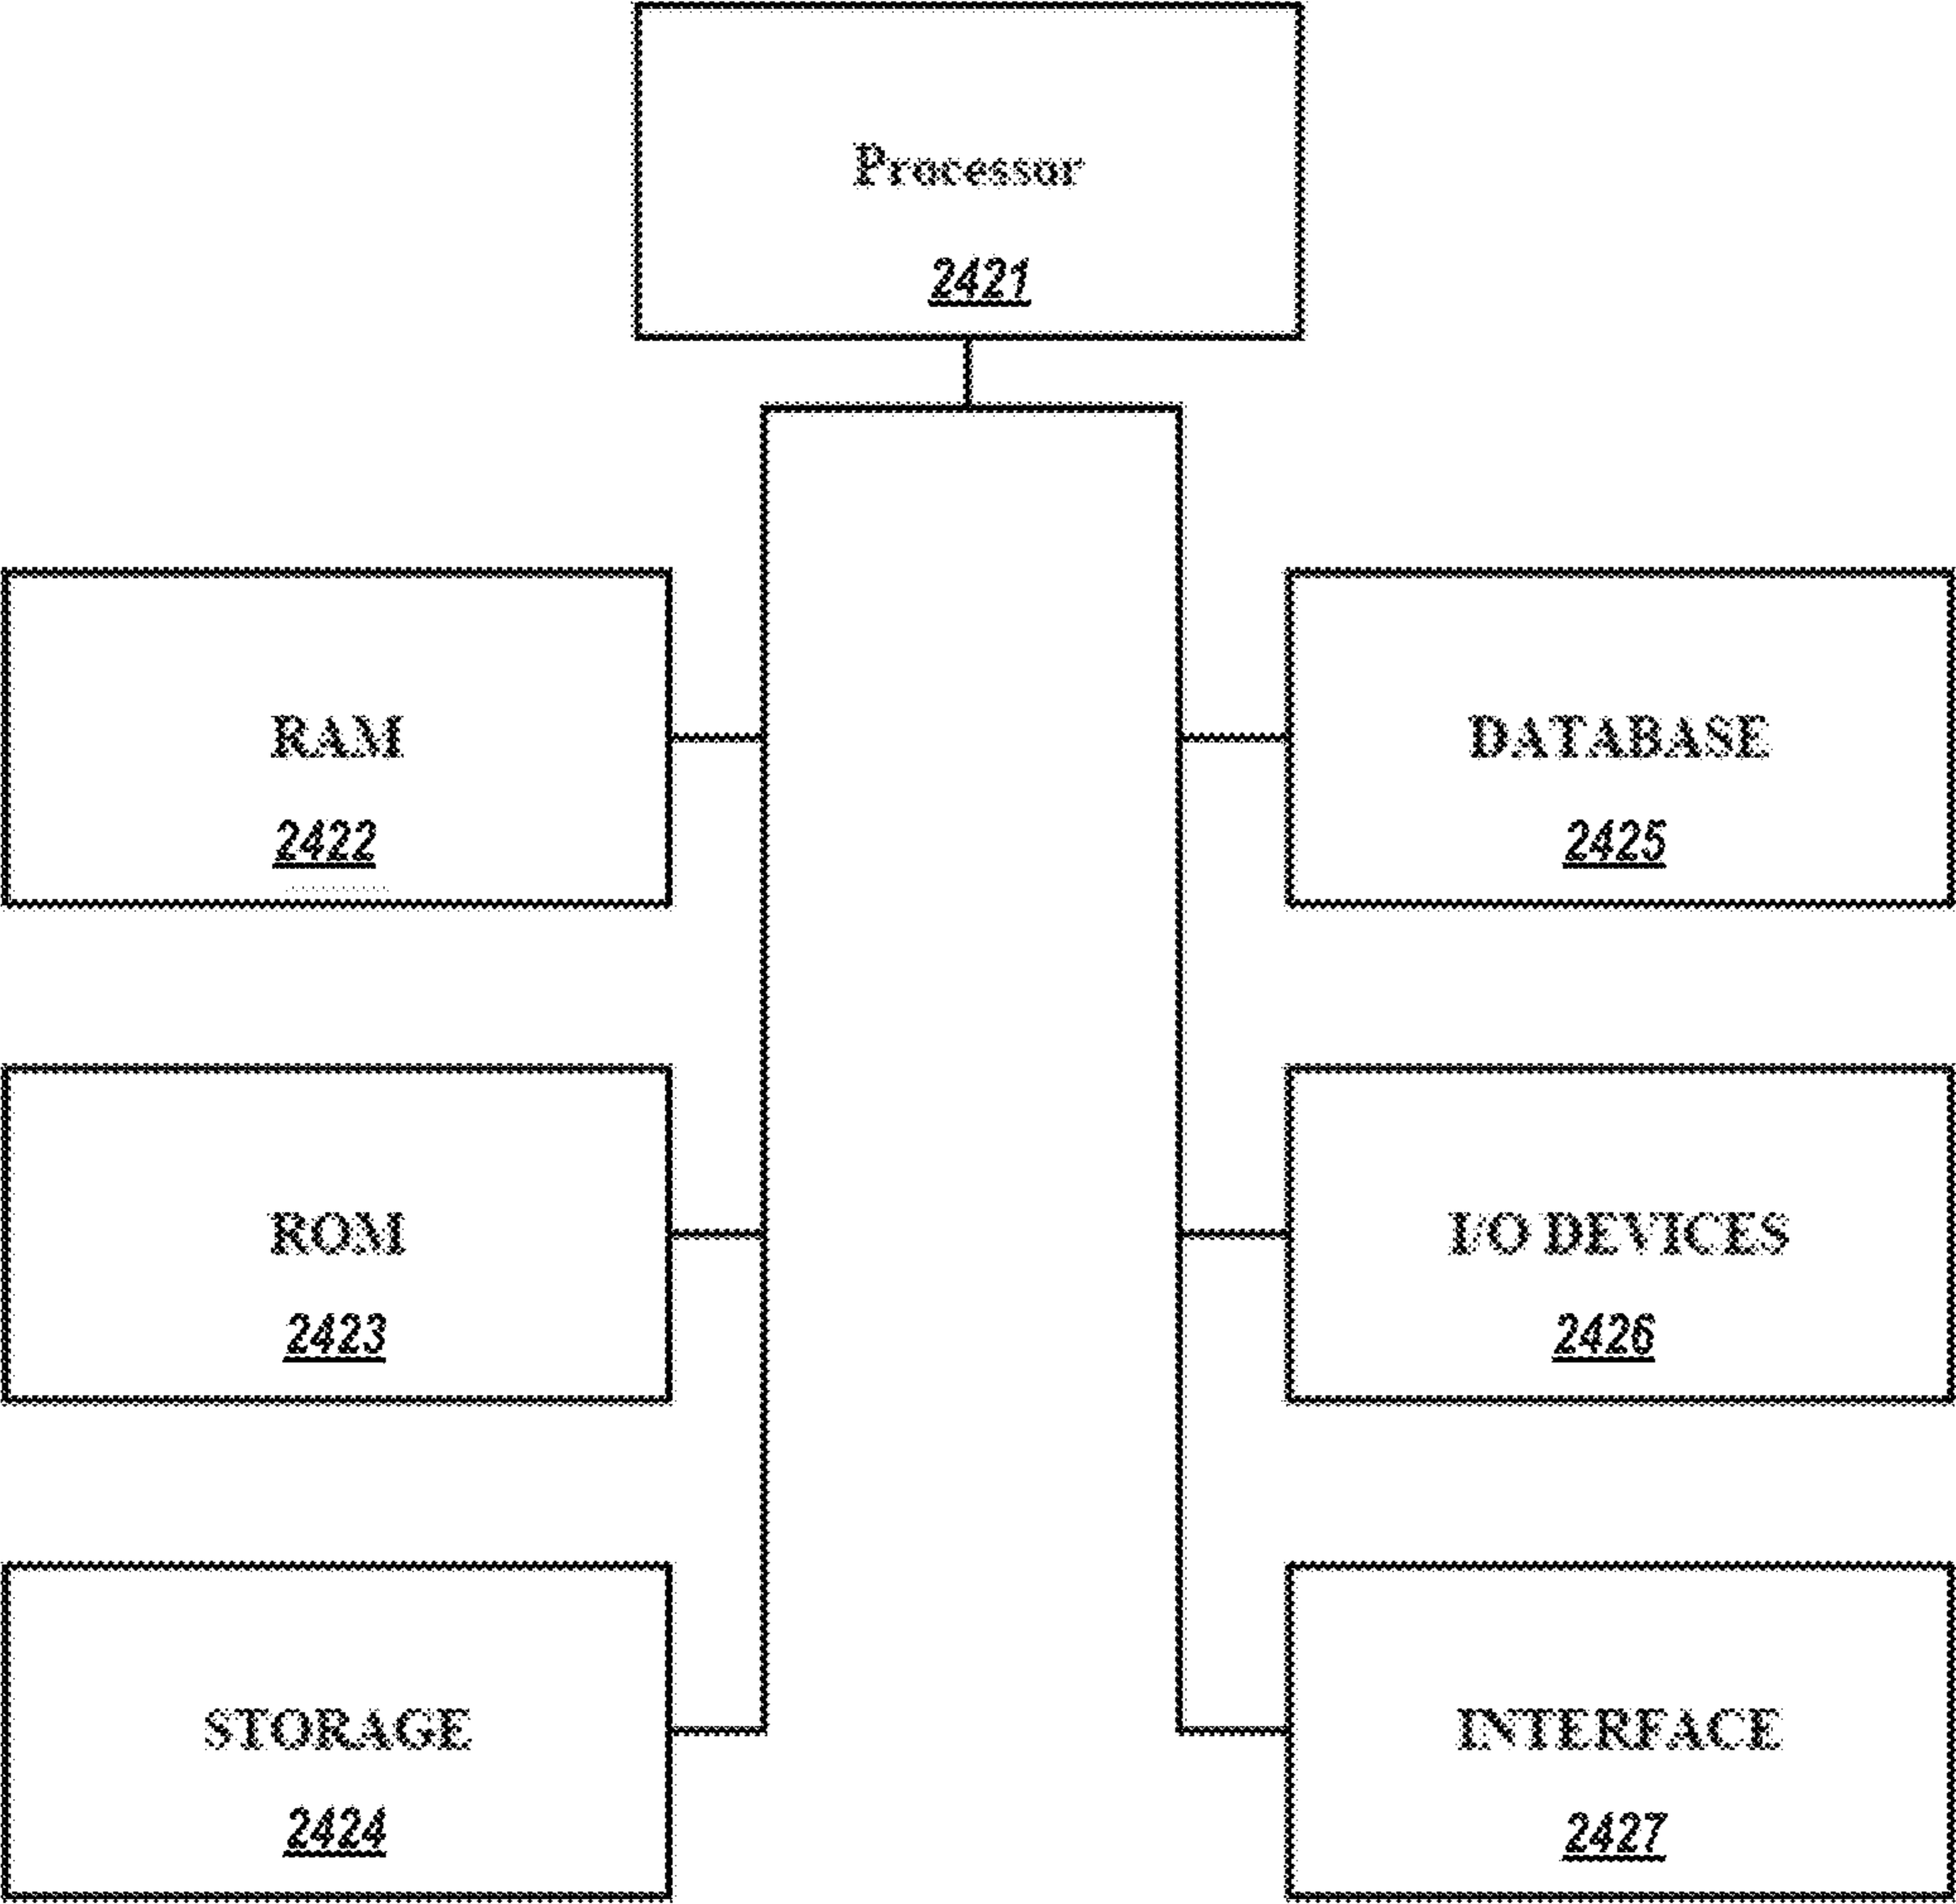 Processor
2421
RAM
2422
DATABASE
2425
ROM
2423
I/O DEVICES
2426
STORAGE
2424
INTERFACE
2427